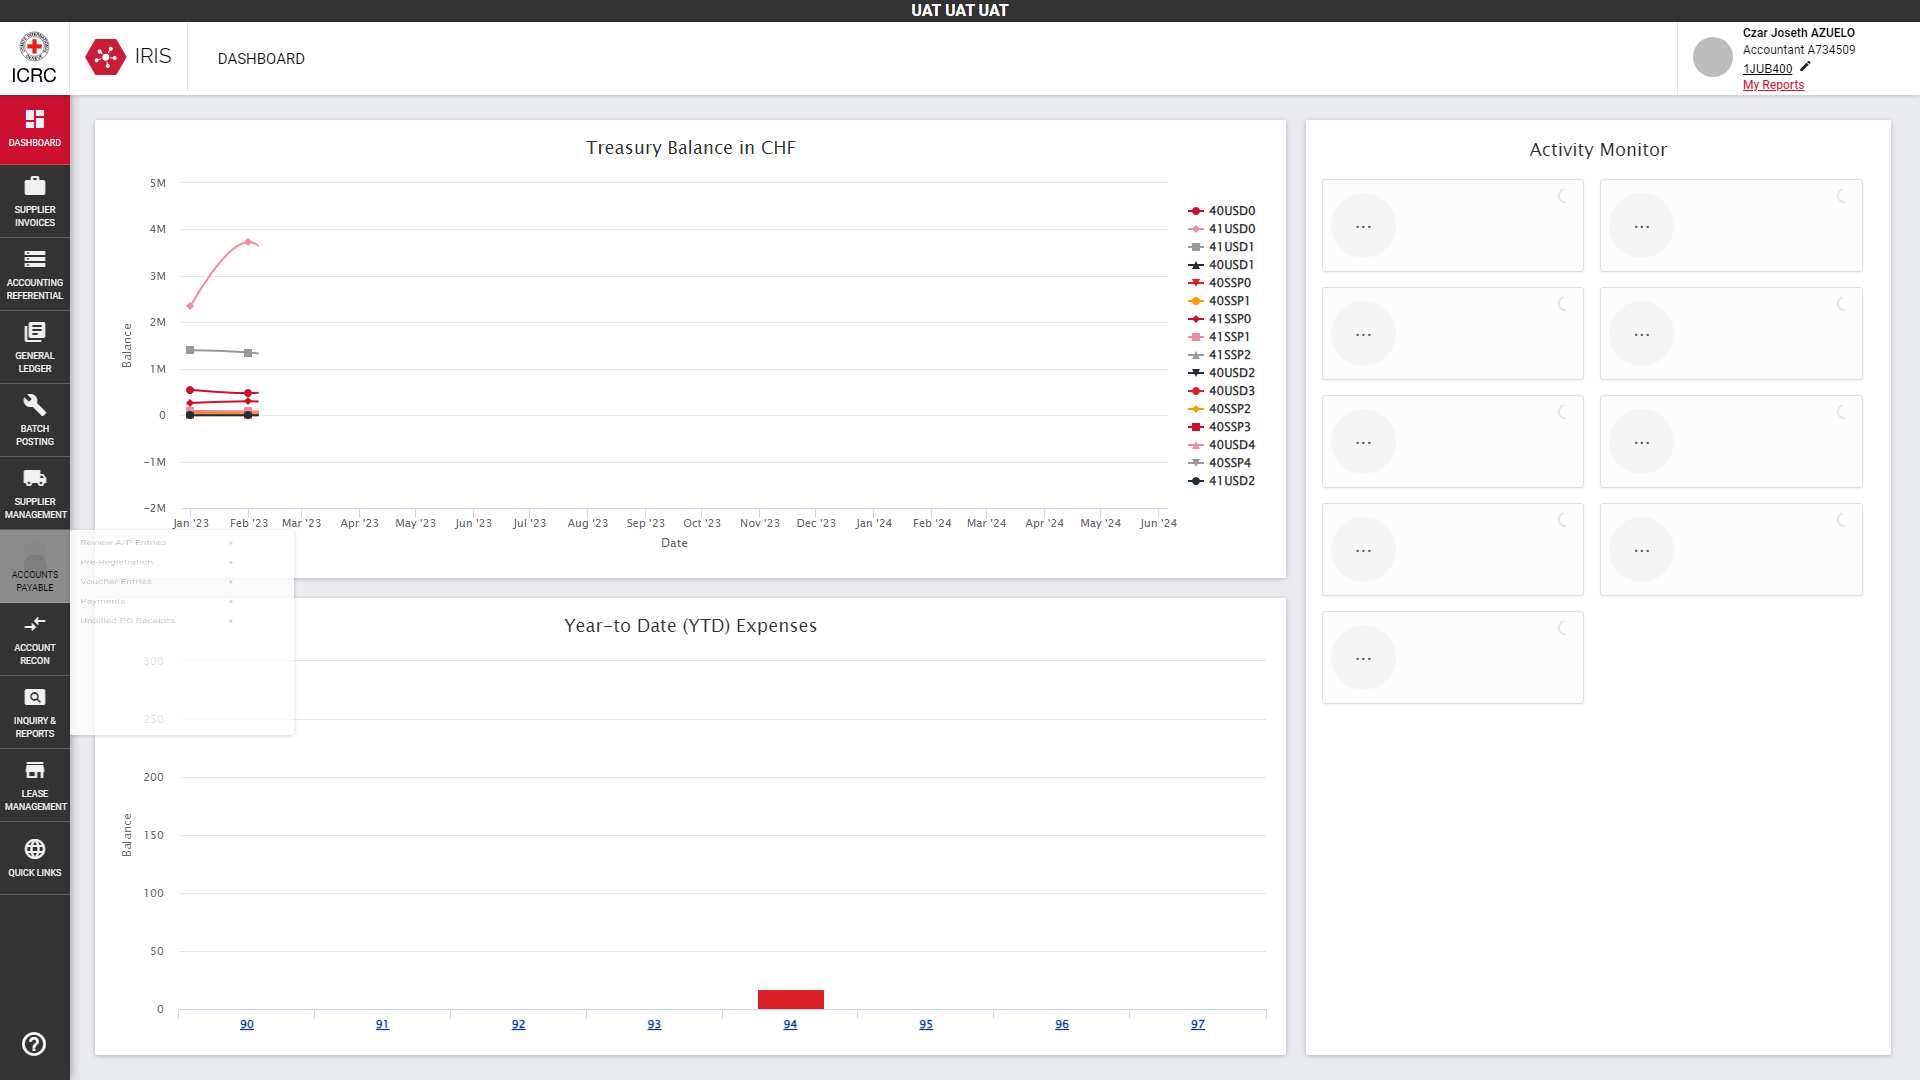 UAT UAT UAT
ICRC
IRIS
DASHBOARD
Czar Joseth AZUELO
Accountant A734509
1JUB400
My Reports
DASHBOARD
SUPPLIER
INVOICES
ACCOUNTING
REFERENTIAL
GENERAL
LEDGER
BATCH
POSTING
SUPPLIER
MANAGEMENT
ACCOUNTS
PAYABLE
ACCOUNT
RECON
INQUIRY &
REPORTS
LEASE
MANAGEMENT
QUICK LINKS
Review A/P Entries
Pre-Registration
Voucher Entries
Payments
Unbilled PO Receipts
Treasury Balance in CHF
Balance
5M
4M
3M
2M
1M
0
-1M
-2M
Jan '23 Feb '23 Mar '23 Apr '23 May '23 Jun '23 Jul '23 Aug '23 Sep '23 Oct '23 Nov '23 Dec '23 Jan '24 Feb '24 Mar '24 Apr '24 May '24 Jun '24
Date
40USD0
41USD0
41USD1
40USD1
40SSP0
40SSP1
41SSP0
41SSP1
41SSP2
40USD2
40USD3
40SSP2
40SSP3
40USD4
40SSP4
41USD2
Year-to Date (YTD) Expenses
Balance
300
250
200
150
100
50
0
90 91 92 93 94 95 96 97
Activity Monitor
... ...
... ...
... ...
... ...
...